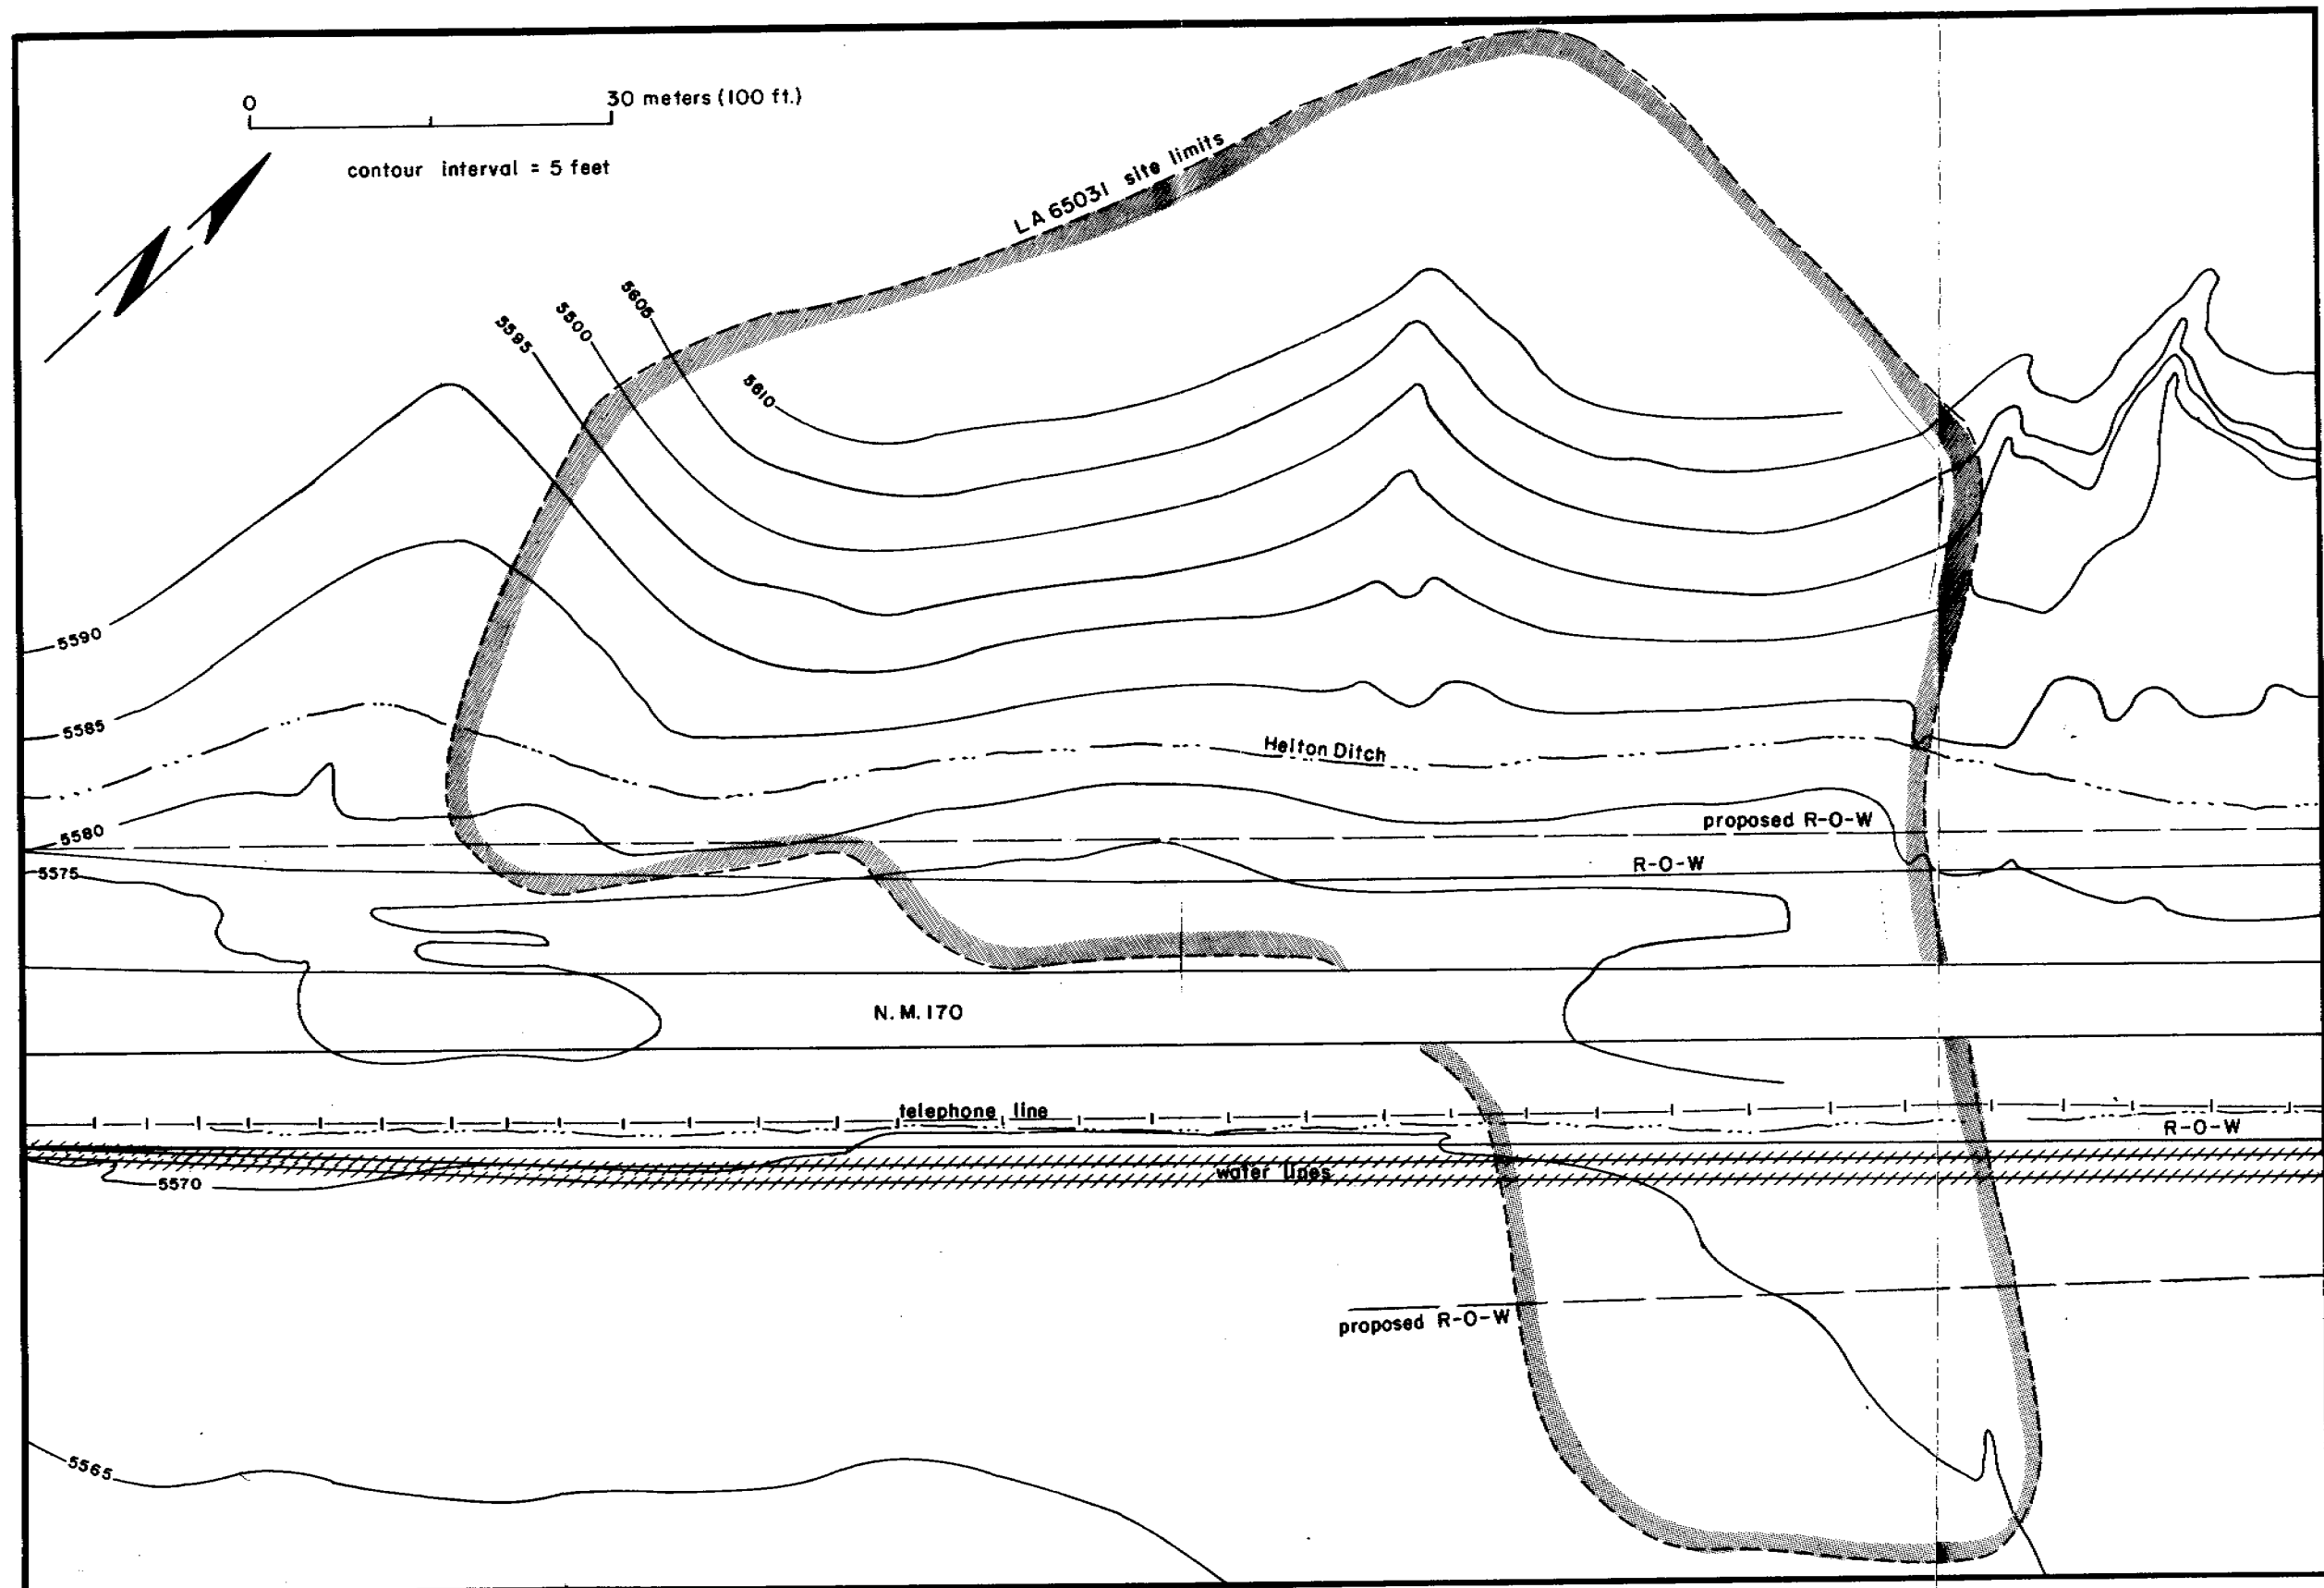 0
30 meters (100 ft.)
contour interval = 5 feet
N
LA 65031 site limits
5605
5500
5595
5610
5590
5585
Helton Ditch
proposed R-O-W
5580
R-O-W
5575
N.M. 170
telephone line
R-O-W
water lines
5570
proposed R-O-W
5565